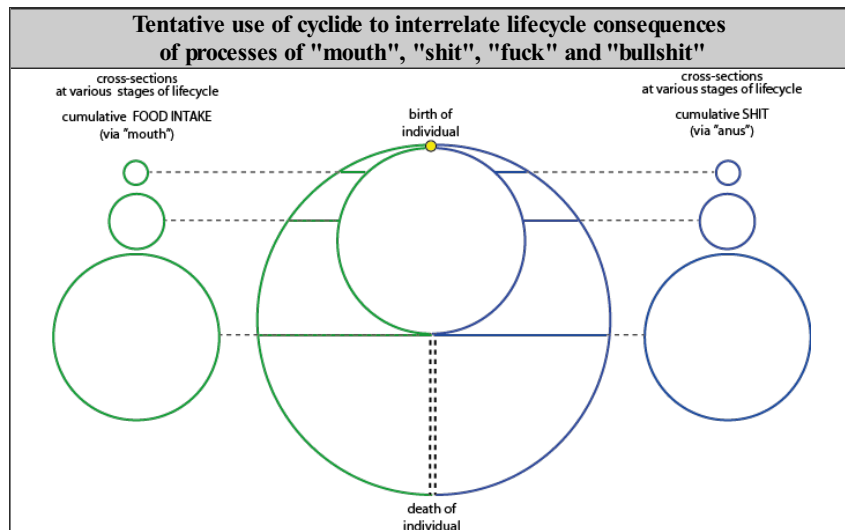 Tentative use of cyclide to interrelate lifecycle consequences
of processes of "mouth", "shit", "fuck" and "bullshit"
cross-sections
at various stages of lifecycle
cumulative FOOD INTAKE
(via "mouth")
birth of
individual
cross-sections
at various stages of lifecycle
cumulative SHIT
(via "anus")
death of
individual